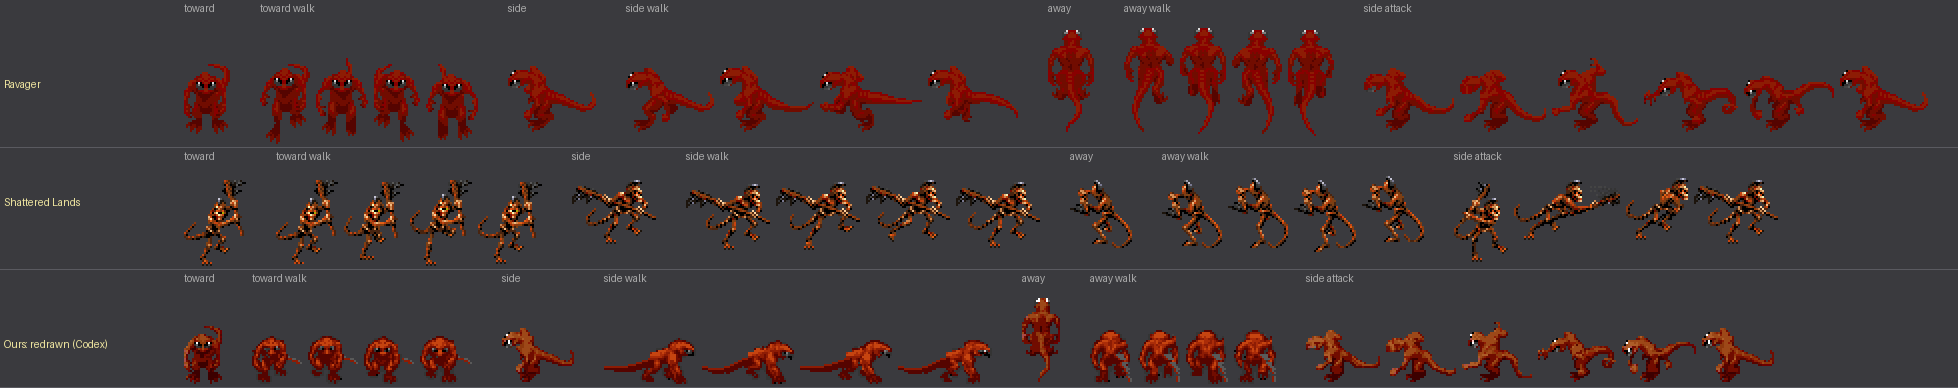 toward toward walk side side walk away away walk side attack
Ravager
toward toward walk side side walk away away walk side attack
Shattered Lands
toward toward walk side side walk away away walk side attack
Ours: redrawn (Codex)